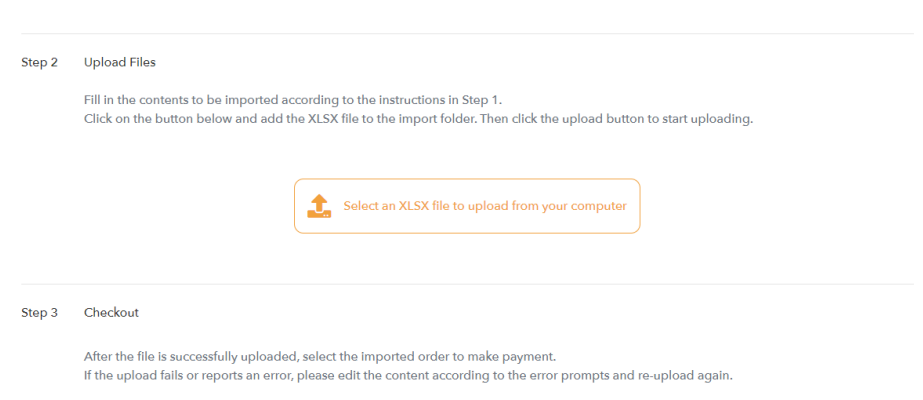 Step 2 Upload Files
Fill in the contents to be imported according to the instructions in Step 1.
Click on the button below and add the XLSX file to the import folder. Then click the upload button to start uploading.
Select an XLSX file to upload from your computer
Step 3 Checkout
After the file is successfully uploaded, select the imported order to make payment.
If the upload fails or reports an error, please edit the content according to the error prompts and re-upload again.